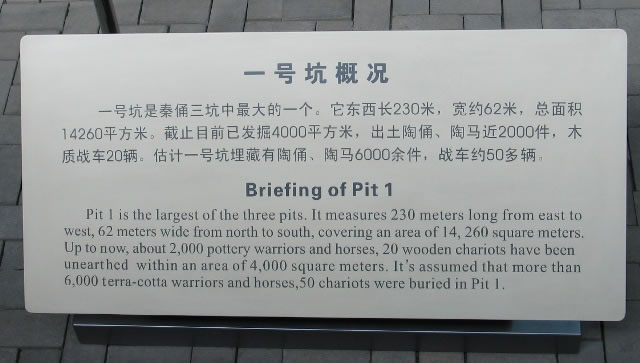 一号坑概况
一号坑是秦俑三坑中最大的一个。它东西长230米，宽约62米，总面积
14260平方米。截止目前已发掘4000平方米，出土陶俑、陶马近2000件，木
质战车20辆。估计一号坑埋藏有陶俑、陶马6000余件，战车约50多辆。
Briefing of Pit 1
Pit 1 is the largest of the three pits. It measures 230 meters long from east to
west, 62 meters wide from north to south, covering an area of 14, 260 square meters.
Up to now, about 2,000 pottery warriors and horses, 20 wooden chariots have been
unearthed within an area of 4,000 square meters. It's assumed that more than
6,000 terra-cotta warriors and horses,50 chariots were buried in Pit 1.